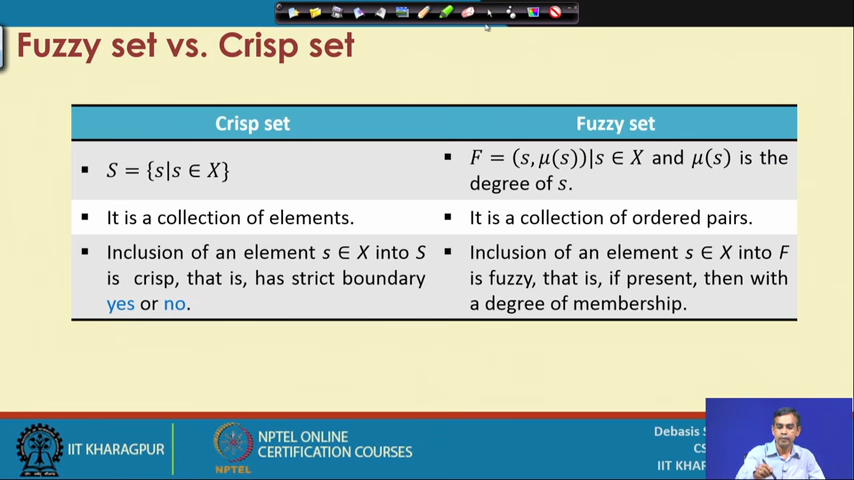 Fuzzy set vs. Crisp set
Crisp set
Fuzzy set
▪ S = {s|s ∈ X}
▪ F = (s, μ(s))|s ∈ X and μ(s) is the
degree of s.
▪ It is a collection of elements.
▪ It is a collection of ordered pairs.
▪ Inclusion of an element s ∈ X into S
is crisp, that is, has strict boundary
yes or no.
▪ Inclusion of an element s ∈ X into F
is fuzzy, that is, if present, then with
a degree of membership.
IIT KHARAGPUR
NPTEL
NPTEL ONLINE
CERTIFICATION COURSES
Debasis S
CS
IIT KHAR